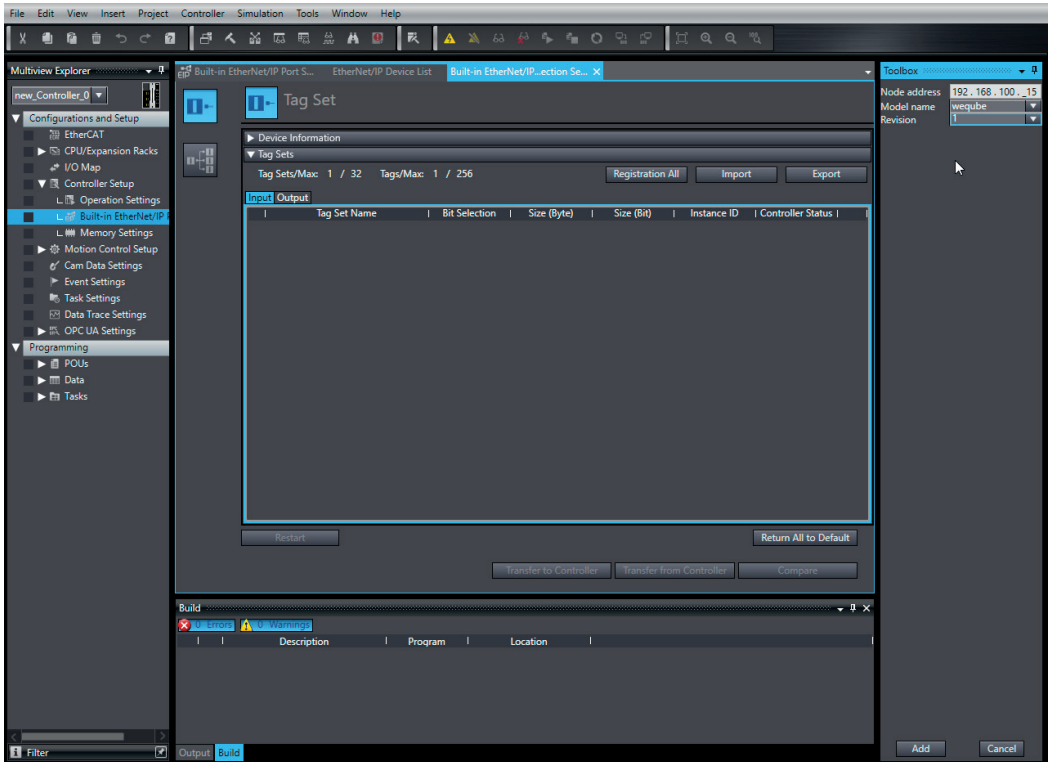 File Edit View Insert Project Controller Simulation Tools Window Help
Multiview Explorer
new_Controller_0
Configurations and Setup
EtherCAT
CPU/Expansion Racks
I/O Map
Controller Setup
Operation Settings
Built-in EtherNet/IP
Memory Settings
Motion Control Setup
Cam Data Settings
Event Settings
Task Settings
Data Trace Settings
OPC UA Settings
Programming
POUs
Data
Tasks
Filter
Built-in EtherNet/IP Port S... EtherNet/IP Device List Built-in EtherNet/IP...ection Se...
Tag Set
Device Information
Tag Sets
Tag Sets/Max: 1 / 32 Tags/Max: 1 / 256 Registration All Import Export
Input Output
Tag Set Name Bit Selection Size (Byte) Size (Bit) Instance ID Controller Status
Restart Return All to Default
Transfer to Controller Transfer from Controller Compare
Build
0 Errors 0 Warnings
Description Program Location
Output Build
Toolbox
Node address 192 . 168 . 100 . _15
Model name weqube
Revision 1
Add Cancel